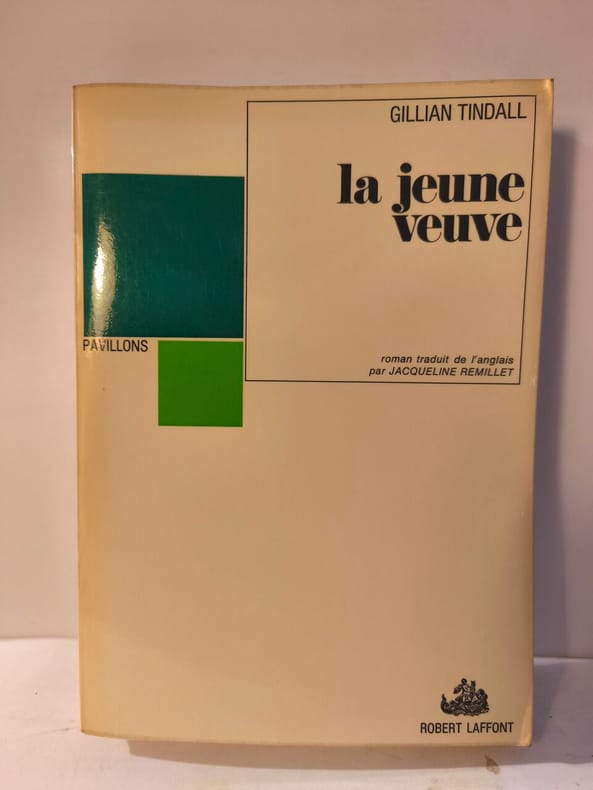 GILLIAN TINDALL
la jeune
veuve
PAVILLONS
roman traduit de l'anglais
par JACQUELINE REMILLET
ROBERT LAFFONT